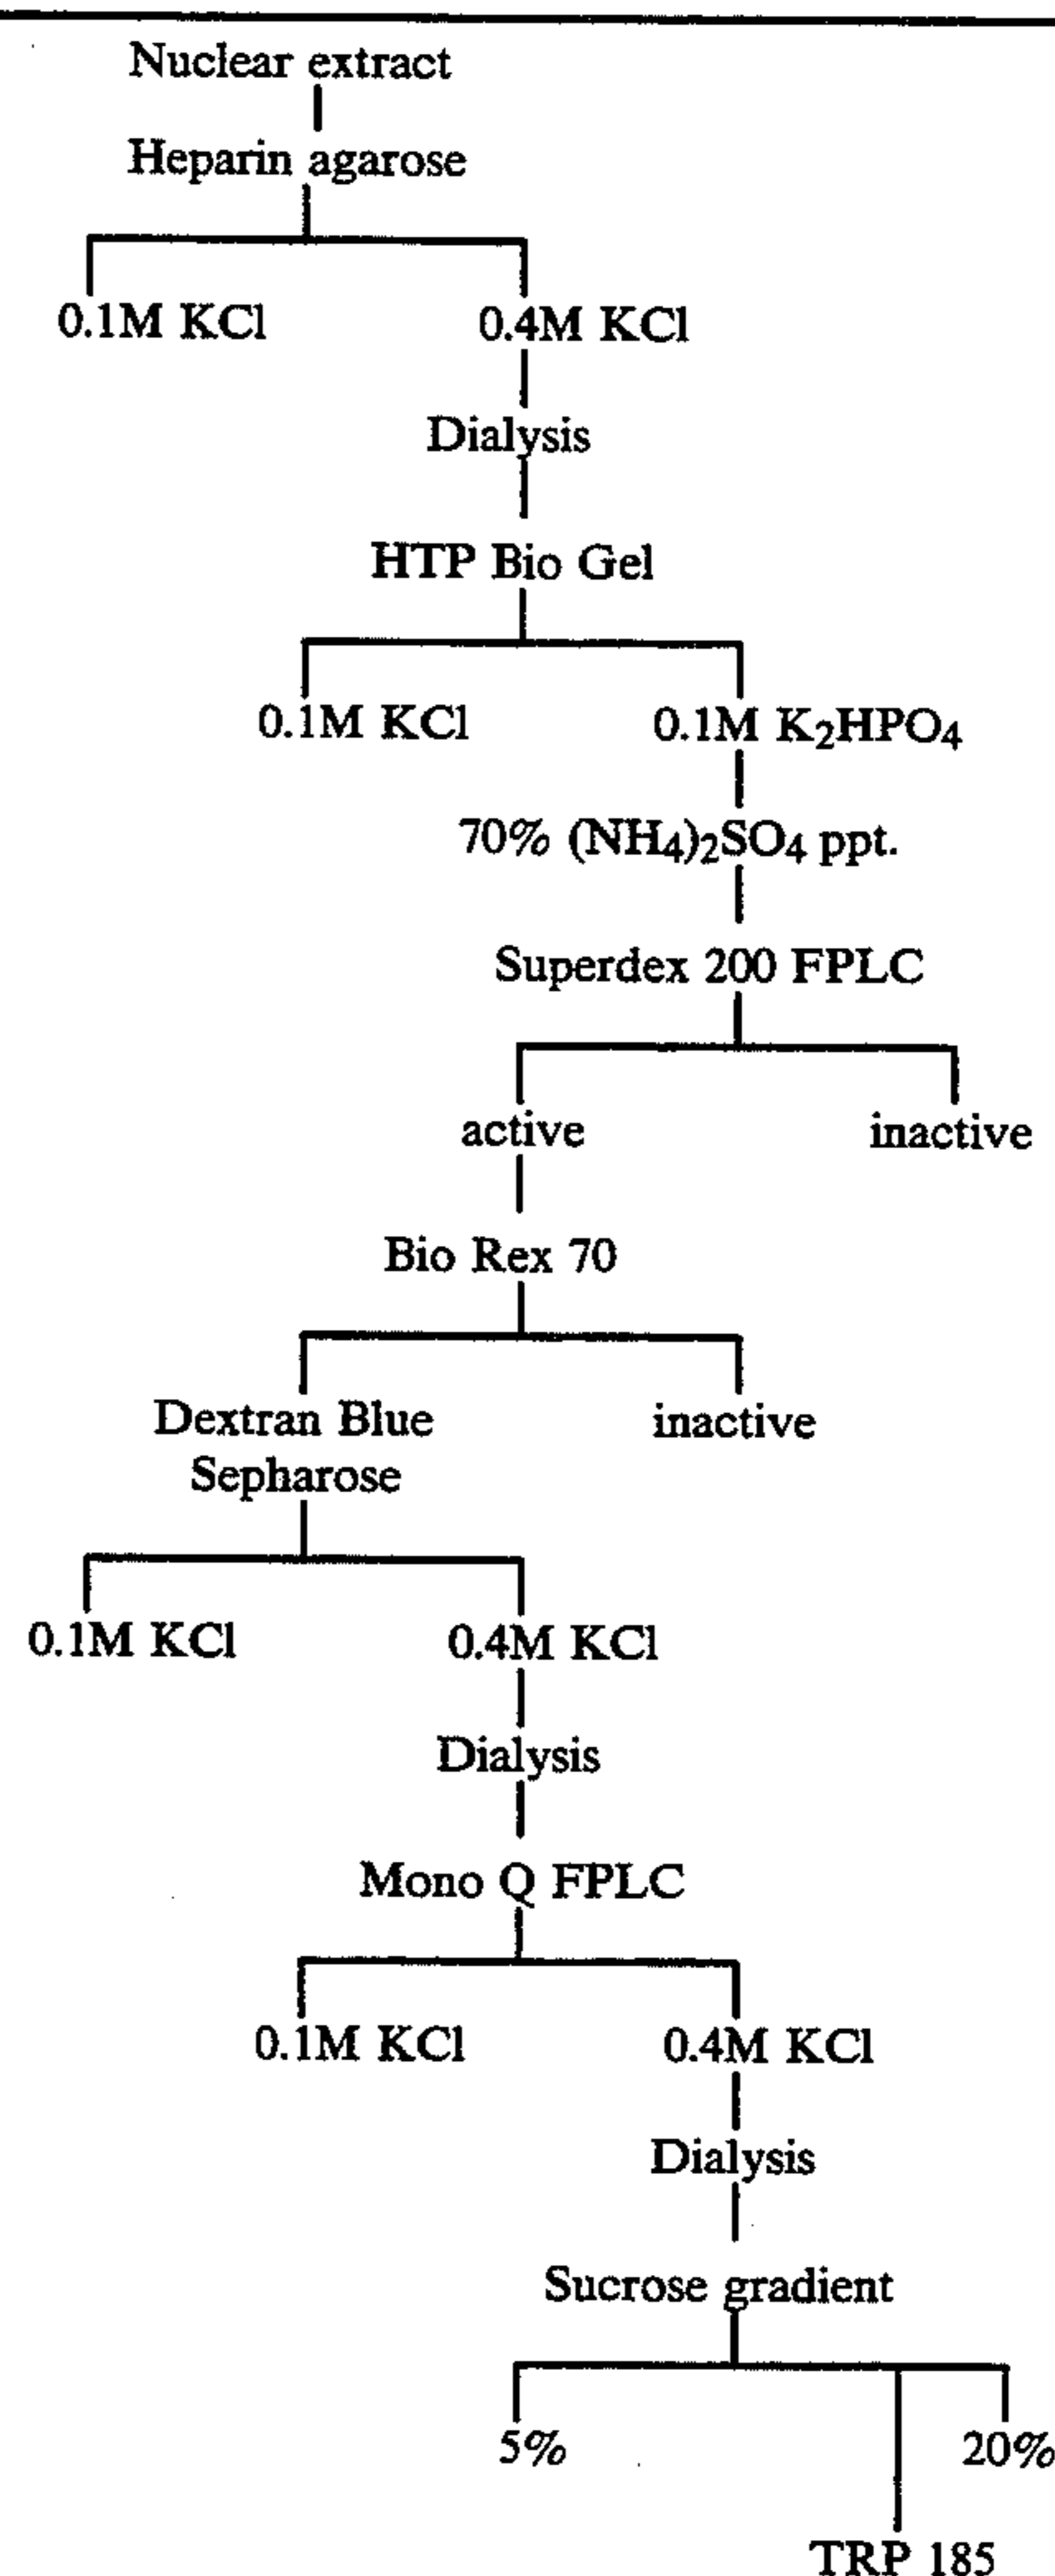 Nuclear extract
Heparin agarose
0.1M KCl
0.4M KCl
Dialysis
HTP Bio Gel
0.1M KCl
0.1M K₂HPO₄
70% (NH₄)₂SO₄ ppt.
Superdex 200 FPLC
active
inactive
Bio Rex 70
Dextran Blue
Sepharose
inactive
0.1M KCl
0.4M KCl
Dialysis
Mono Q FPLC
0.1M KCl
0.4M KCl
Dialysis
Sucrose gradient
5%
20%
TRP 185